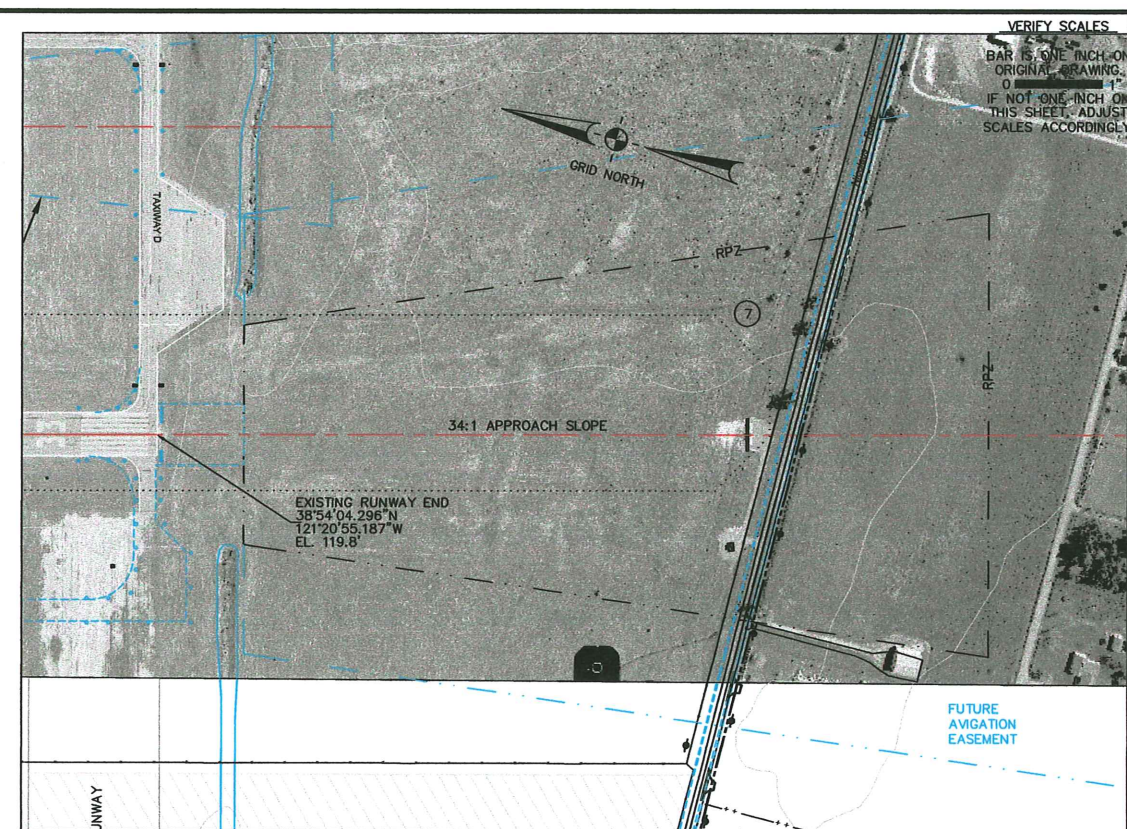 VERIFY SCALES
BAR IS ONE INCH ON
ORIGINAL DRAWING.
0 1"
IF NOT ONE INCH ON
THIS SHEET, ADJUST
SCALES ACCORDINGLY
GRID NORTH
TAXIWAY D
RPZ
7
RPZ
34:1 APPROACH SLOPE
EXISTING RUNWAY END
38°54'04.296"N
121°20'55.187"W
EL. 119.8'
FUTURE
AVIGATION
EASEMENT
UNWAY